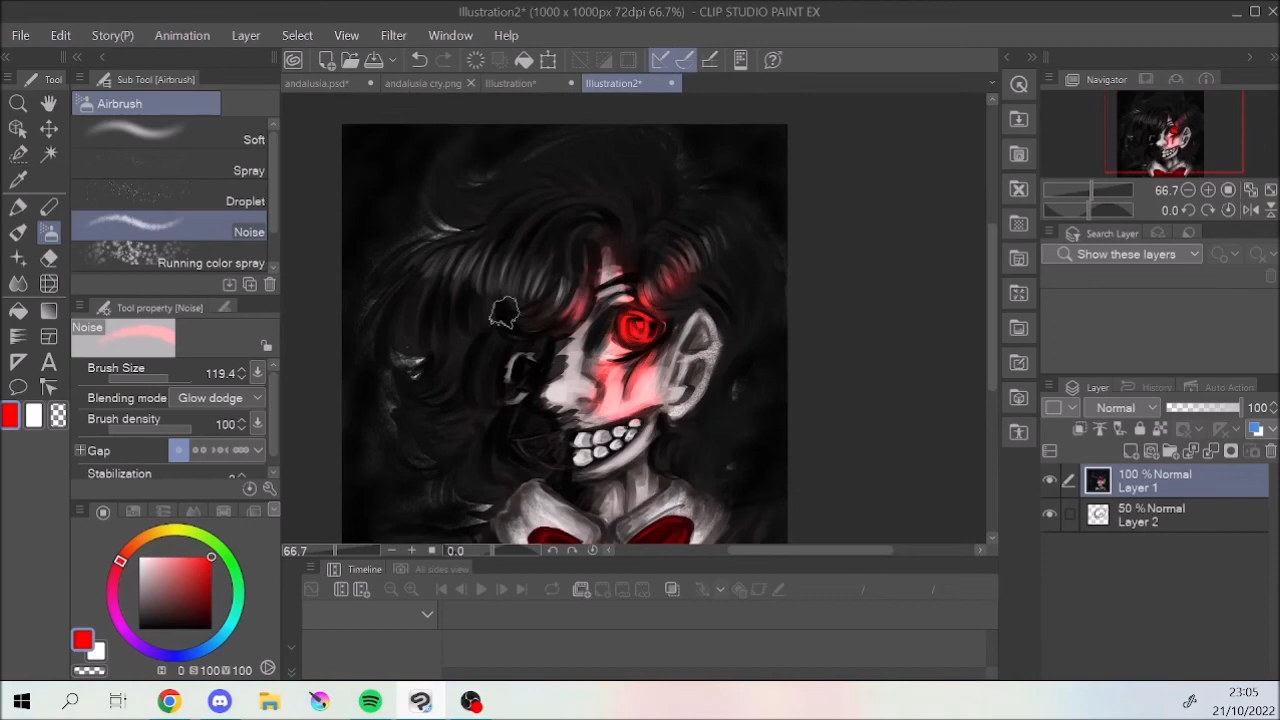 Illustration2* (1000 x 1000px 72dpi 66.7%) - CLIP STUDIO PAINT EX
File Edit Story(P) Animation Layer Select View Filter Window Help
Tool
Sub Tool [Airbrush]
andalusia.psd*
andalusia cry.png
Illustration*
Illustration2*
Airbrush
Soft
Spray
Droplet
Noise
Running color spray
Tool property [Noise]
Noise
Brush Size 119.4
Blending mode Glow dodge
Brush density 100
Gap
Stabilization
H 0 S 100 V 100
66.7 0.0
Timeline All sides view
/ /
Navigator
66.7
0.0
Search Layer
Show these layers
Layer History Auto Action
Normal 100
100 % Normal
Layer 1
50 % Normal
Layer 2
23:05
21/10/2022